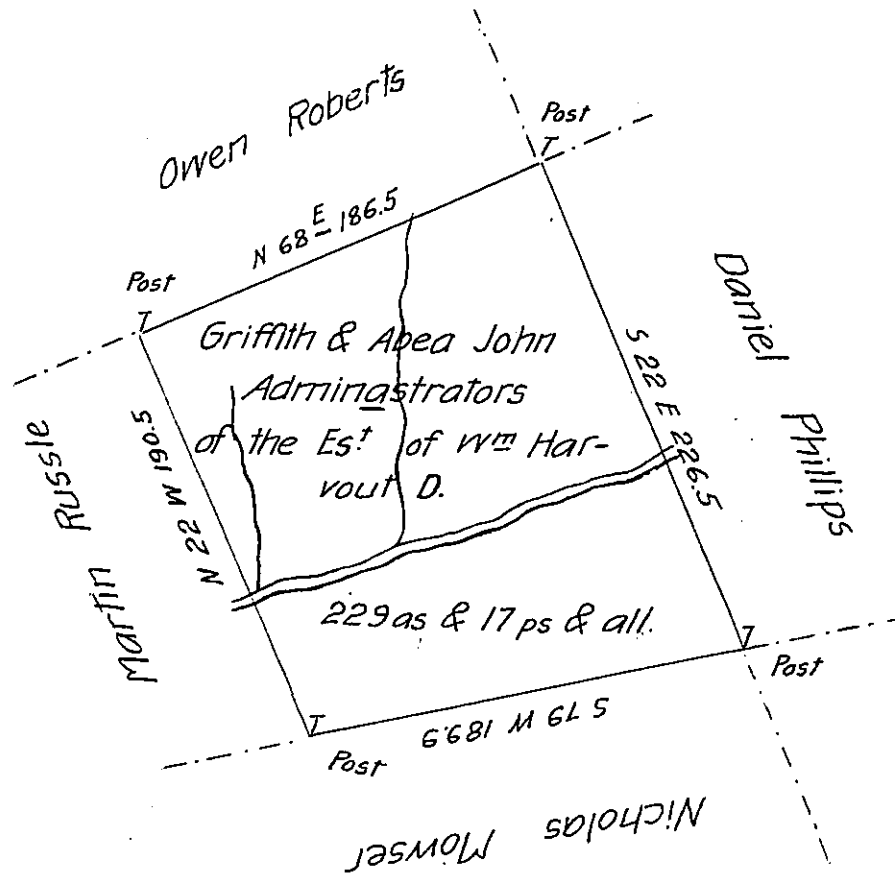 Owen Roberts
Post
N 68 E 186.5
Post
Griffith & Abea John
Adminastrators
of the Est of Wm Har-
vout D.
229 as & 17 ps & all.
Martin Russle
N 22 W 190.5
S 22 E 226.5
Daniel Phillips
Post
S 79 W 189.9
Post
Nicholas Mowser